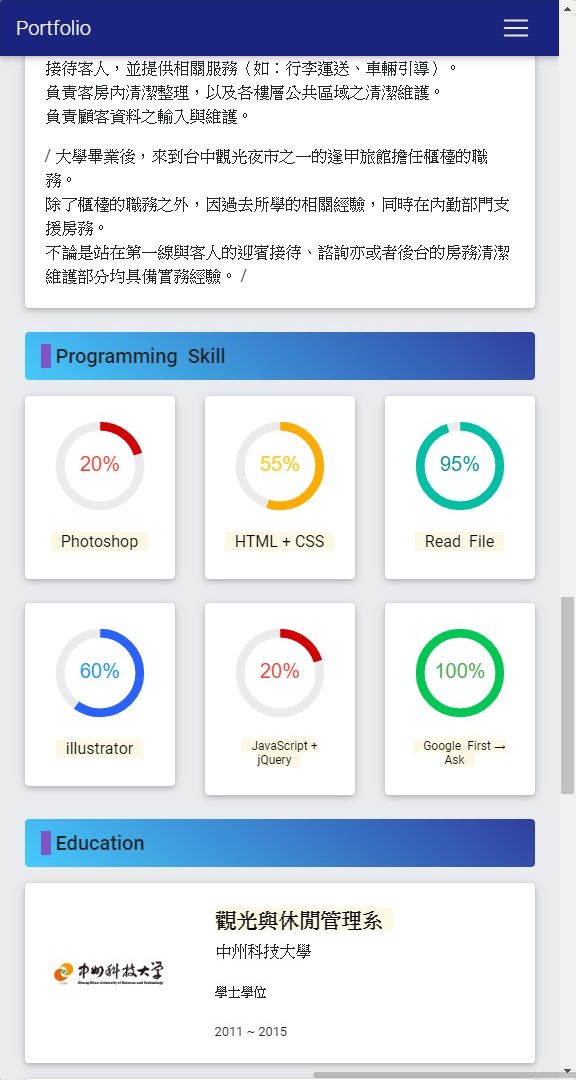 Portfolio
接待客人，並提供相關服務（如：行李運送、車輛引導）。
負責客房內清潔整理，以及各樓層公共區域之清潔維護。
負責顧客資料之輸入與維護。
/ 大學畢業後，來到台中觀光夜市之一的逢甲旅館擔任櫃檯的職
務。
除了櫃檯的職務之外，因過去所學的相關經驗，同時在內勤部門支
援房務。
不論是站在第一線與客人的迎賓接待、諮詢亦或者後台的房務清潔
維護部分均具備實務經驗。 /
Programming Skill
20%
Photoshop
55%
HTML + CSS
95%
Read File
60%
illustrator
20%
JavaScript +
jQuery
100%
Google First →
Ask
Education
中州科技大学
Chung Chou University of Science and Technology
觀光與休閒管理系
中州科技大學
學士學位
2011 ~ 2015